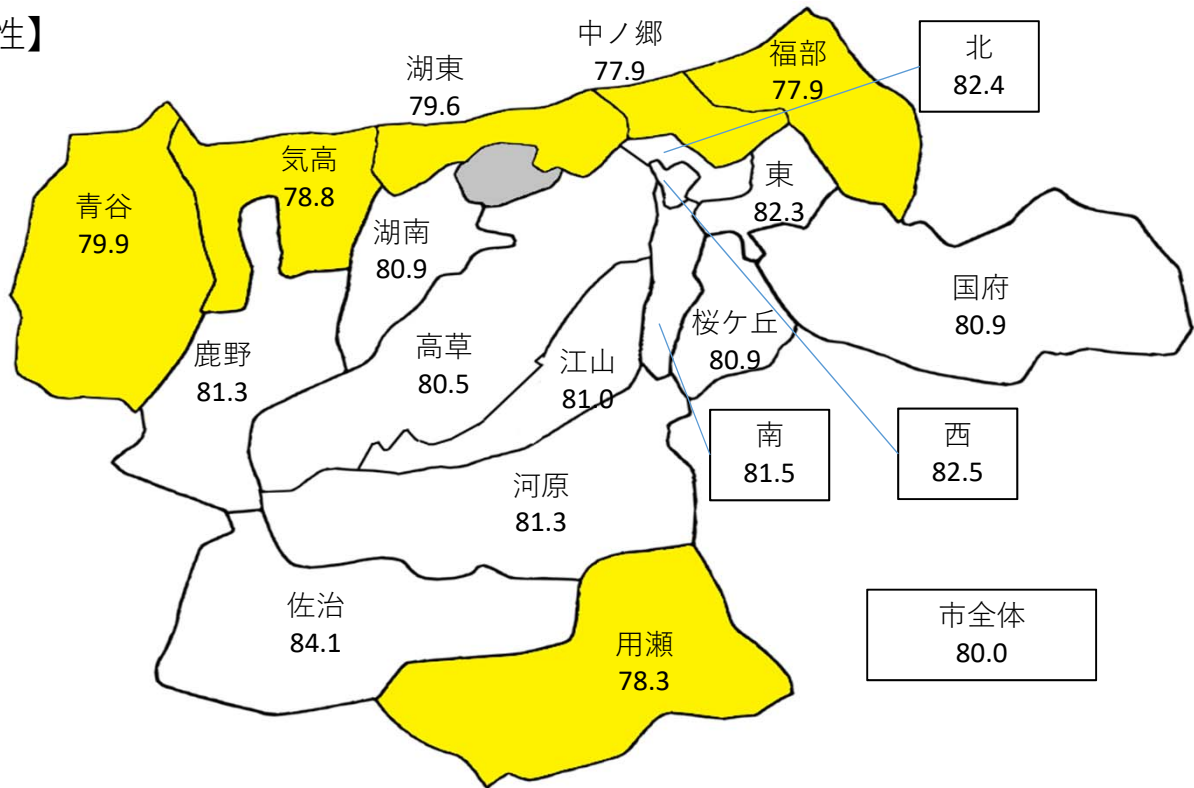 性】
中ノ郷
77.9
福部
77.9
北
82.4
湖東
79.6
気高
78.8
青谷
79.9
東
82.3
湖南
80.9
国府
80.9
桜ケ丘
80.9
高草
80.5
江山
81.0
鹿野
81.3
南
81.5
西
82.5
河原
81.3
佐治
84.1
用瀬
78.3
市全体
80.0